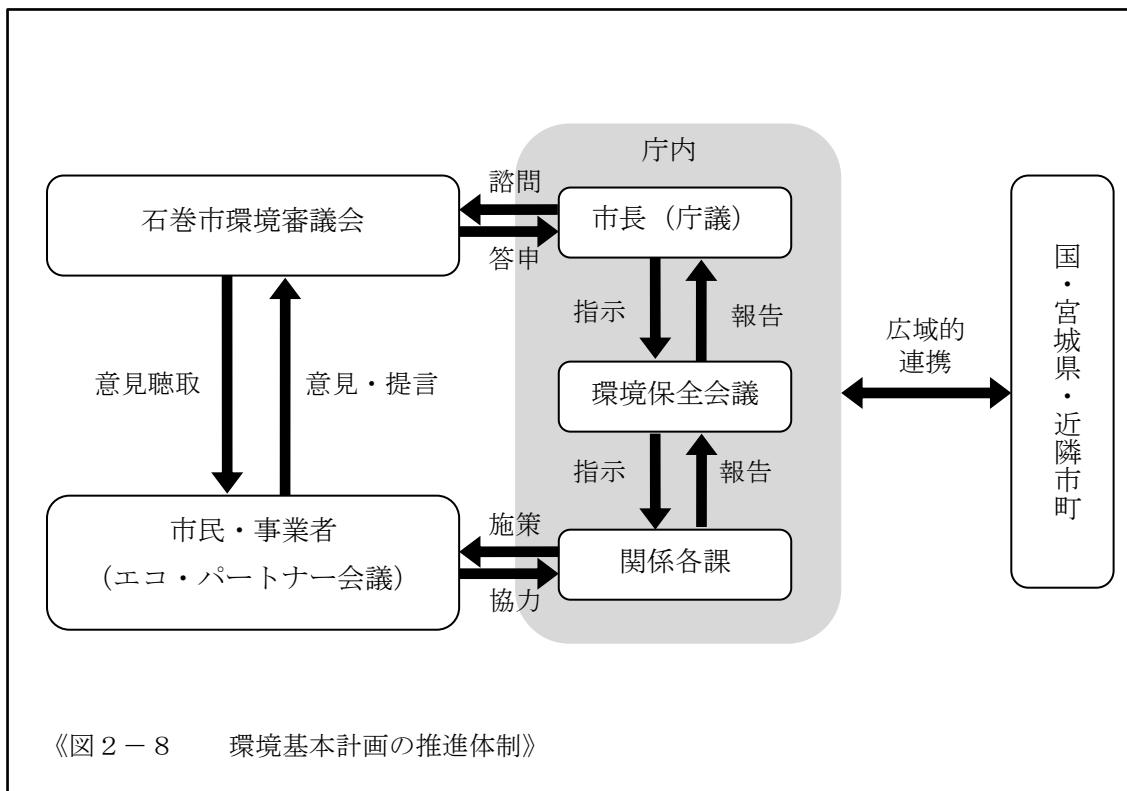 庁内
諮問
石巻市環境審議会
市長（庁議）
答申
指示
報告
意見聴取
意見・提言
環境保全会議
広域的
連携
国・宮城県・近隣市町
指示
報告
施策
市民・事業者
（エコ・パートナー会議）
関係各課
協力
《図２－８　　環境基本計画の推進体制》